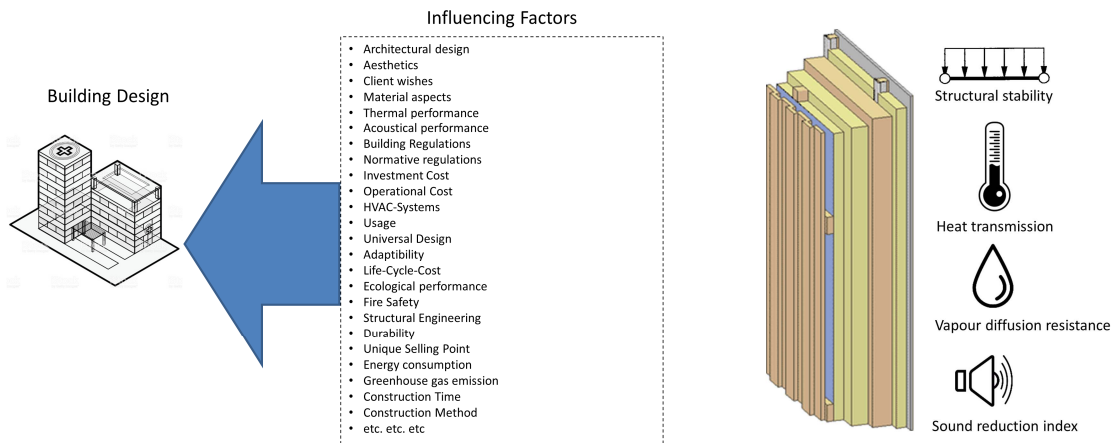 Influencing Factors
Building Design
• Architectural design
• Aesthetics
• Client wishes
• Material aspects
• Thermal performance
• Acoustical performance
• Building Regulations
• Normative regulations
• Investment Cost
• Operational Cost
• HVAC-Systems
• Usage
• Universal Design
• Adaptibility
• Life-Cycle-Cost
• Ecological performance
• Fire Safety
• Structural Engineering
• Durability
• Unique Selling Point
• Energy consumption
• Greenhouse gas emission
• Construction Time
• Construction Method
• etc. etc. etc
Structural stability
Heat transmission
Vapour diffusion resistance
Sound reduction index